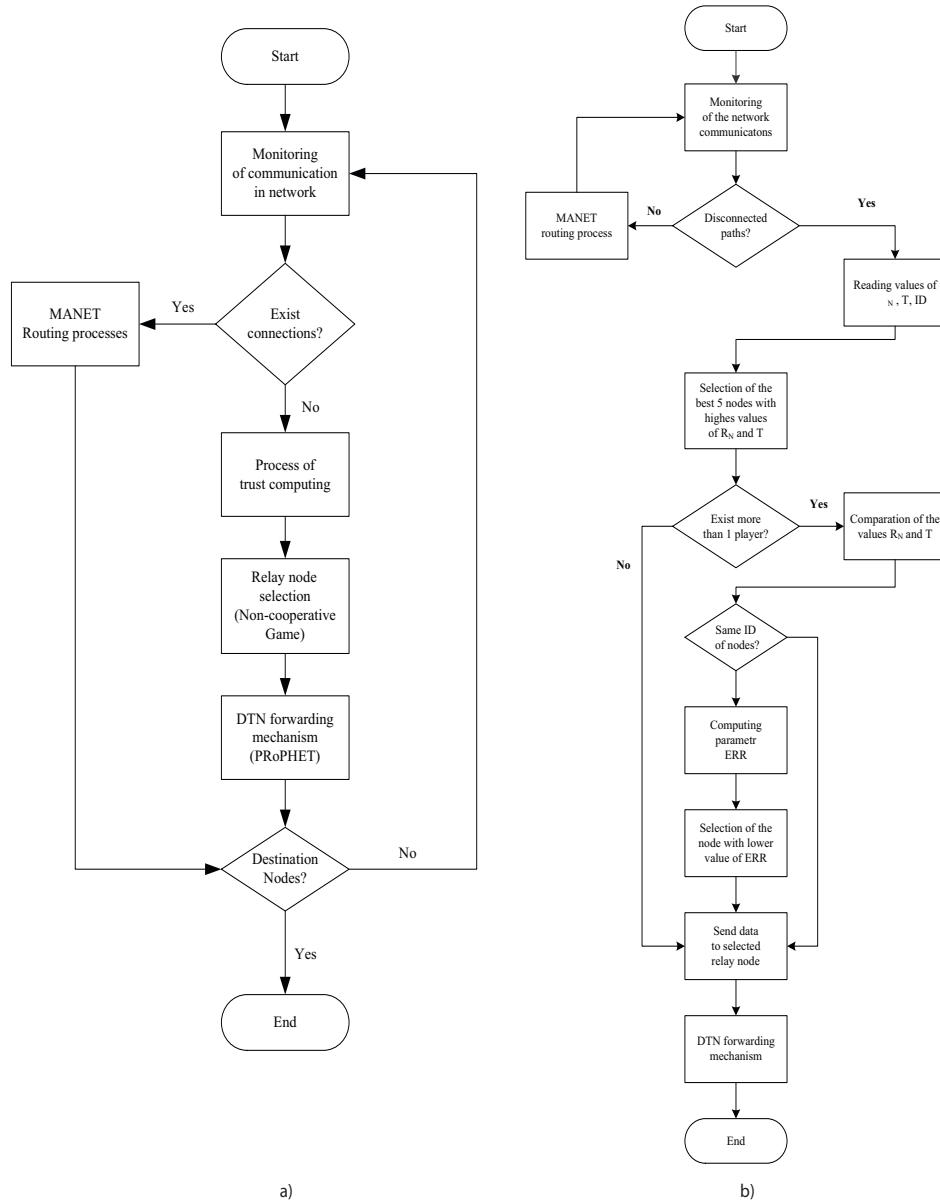 Start
Monitoring
of communication
in network
Exist
connections?
Yes
MANET
Routing processes
No
Process of
trust computing
Relay node
selection
(Non-cooperative
Game)
DTN forwarding
mechanism
(PRoPHET)
Destination
Nodes?
No
Yes
End
a)
Start
Monitoring
of the network
communicatons
Disconnected
paths?
No
MANET
routing process
Yes
Reading values of
N , T, ID
Selection of the
best 5 nodes with
highes values
of RN and T
Exist more
than 1 player?
Yes
Comparation of the
values RN and T
No
Same ID
of nodes?
Computing
parametr
ERR
Selection of the
node with lower
value of ERR
Send data
to selected
relay node
DTN forwarding
mechanism
End
b)